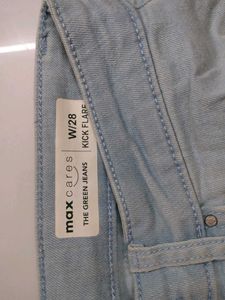 max
cares
W/28
KICK FLARE
THE GREEN JEANS